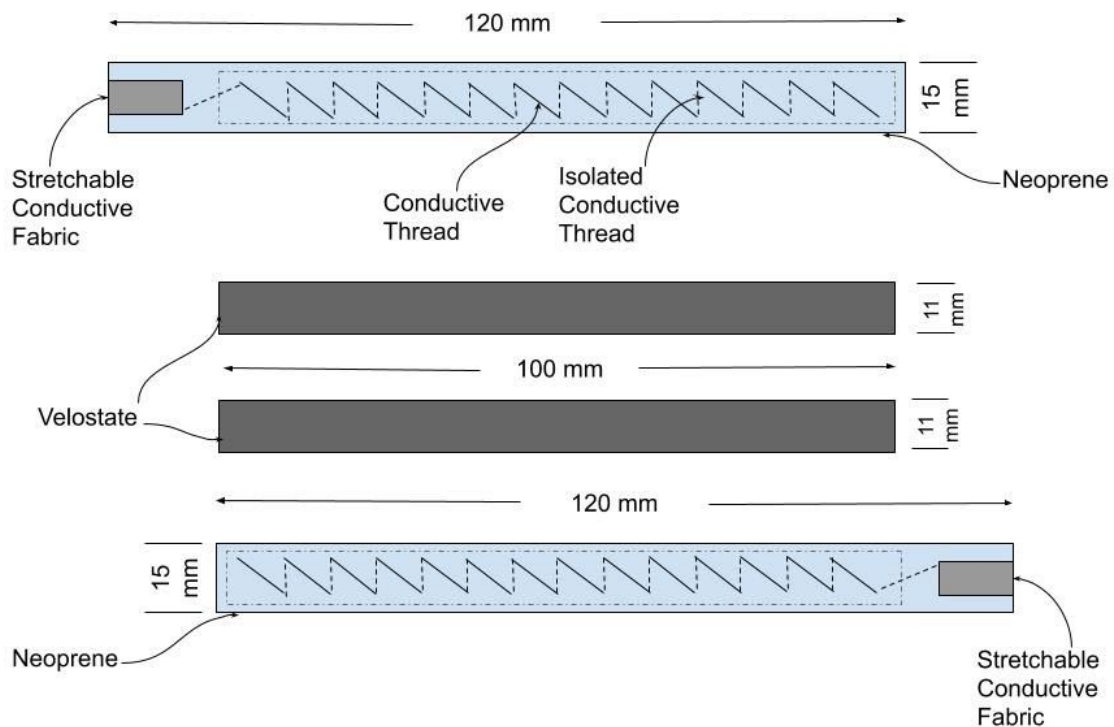 120 mm
15
mm
Stretchable
Conductive
Fabric
Conductive
Thread
Isolated
Conductive
Thread
Neoprene
11
mm
100 mm
Velostate
11
mm
120 mm
15
mm
Neoprene
Stretchable
Conductive
Fabric